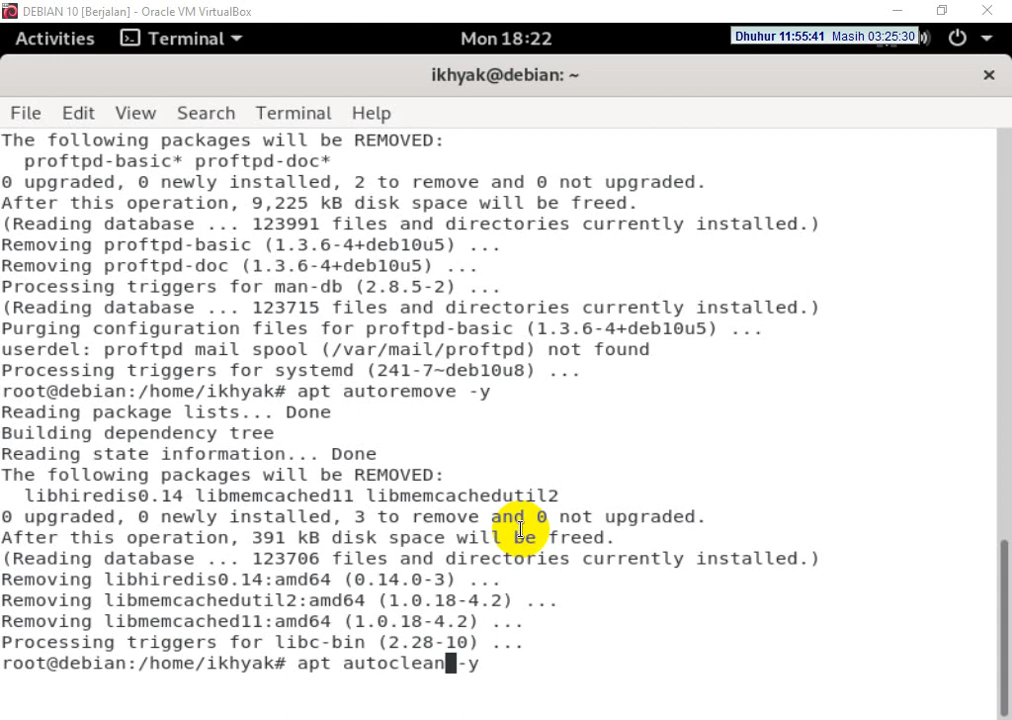 DEBIAN 10 [Berjalan] - Oracle VM VirtualBox
Activities Terminal Mon 18:22 Dhuhur 11:55:41 Masih 03:25:30
ikhyak@debian: ~
File Edit View Search Terminal Help
The following packages will be REMOVED:
  proftpd-basic* proftpd-doc*
0 upgraded, 0 newly installed, 2 to remove and 0 not upgraded.
After this operation, 9,225 kB disk space will be freed.
(Reading database ... 123991 files and directories currently installed.)
Removing proftpd-basic (1.3.6-4+deb10u5) ...
Removing proftpd-doc (1.3.6-4+deb10u5) ...
Processing triggers for man-db (2.8.5-2) ...
(Reading database ... 123715 files and directories currently installed.)
Purging configuration files for proftpd-basic (1.3.6-4+deb10u5) ...
userdel: proftpd mail spool (/var/mail/proftpd) not found
Processing triggers for systemd (241-7~deb10u8) ...
root@debian:/home/ikhyak# apt autoremove -y
Reading package lists... Done
Building dependency tree
Reading state information... Done
The following packages will be REMOVED:
  libhiredis0.14 libmemcached11 libmemcachedutil2
0 upgraded, 0 newly installed, 3 to remove and 0 not upgraded.
After this operation, 391 kB disk space will be freed.
(Reading database ... 123706 files and directories currently installed.)
Removing libhiredis0.14:amd64 (0.14.0-3) ...
Removing libmemcachedutil2:amd64 (1.0.18-4.2) ...
Removing libmemcached11:amd64 (1.0.18-4.2) ...
Processing triggers for libc-bin (2.28-10) ...
root@debian:/home/ikhyak# apt autoclean -y